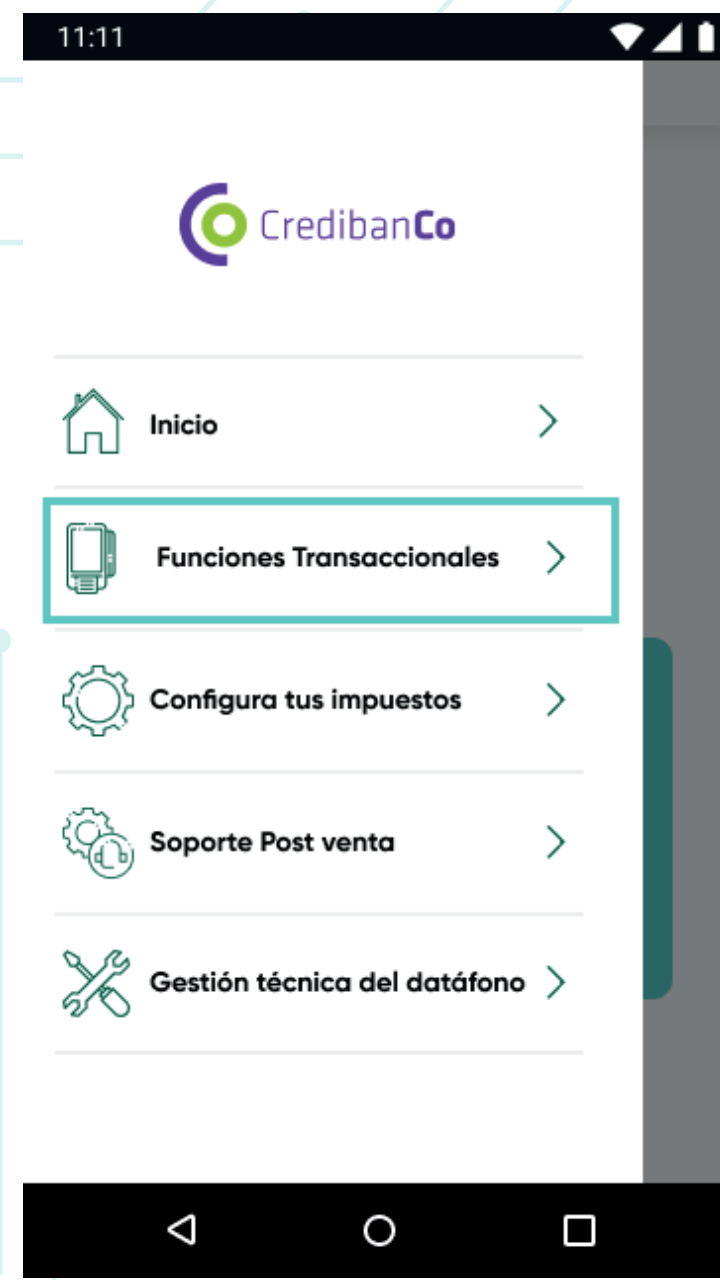 11:11
CredibanCo
Inicio
Funciones Transaccionales
Configura tus impuestos
Soporte Post venta
Gestión técnica del datáfono